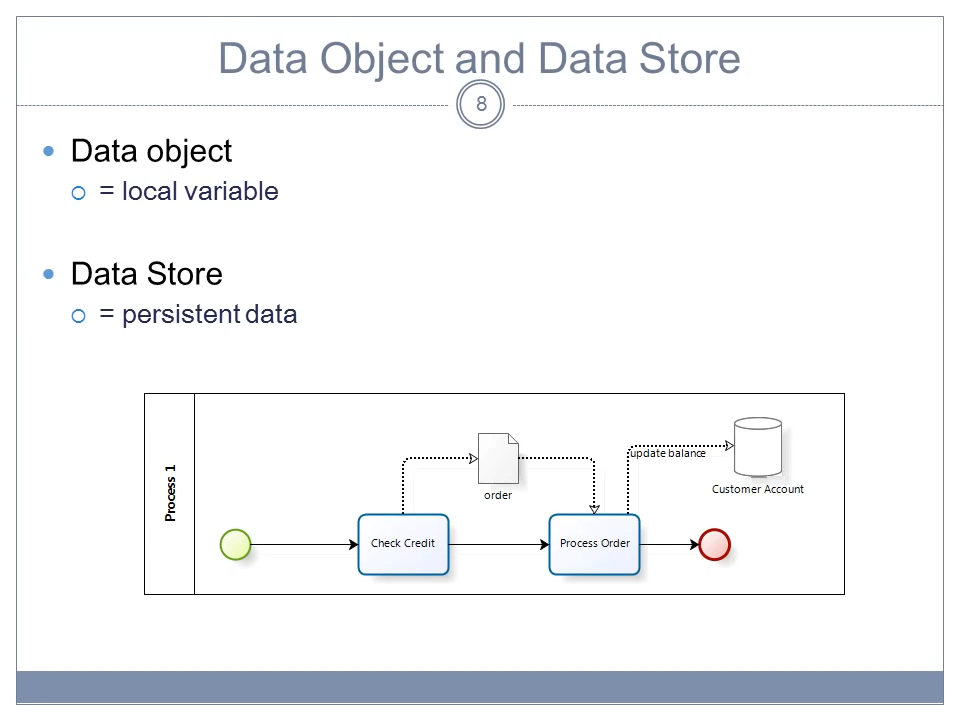 Data Object and Data Store
8
Data object
= local variable
Data Store
= persistent data
Process 1
update balance
order
Customer Account
Check Credit
Process Order